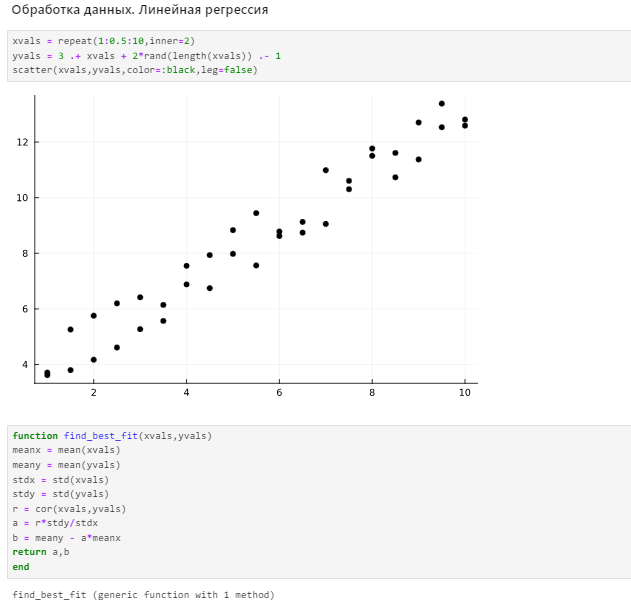 Обработка данных. Линейная регрессия
xvals = repeat(1:0.5:10,inner=2)
yvals = 3 .+ xvals + 2*rand(length(xvals)) .- 1
scatter(xvals,yvals,color=:black,leg=false)
12
10
8
6
4
2 4 6 8 10
function find_best_fit(xvals,yvals)
meanx = mean(xvals)
meany = mean(yvals)
stdx = std(xvals)
stdy = std(yvals)
r = cor(xvals,yvals)
a = r*stdy/stdx
b = meany - a*meanx
return a,b
end
find_best_fit (generic function with 1 method)